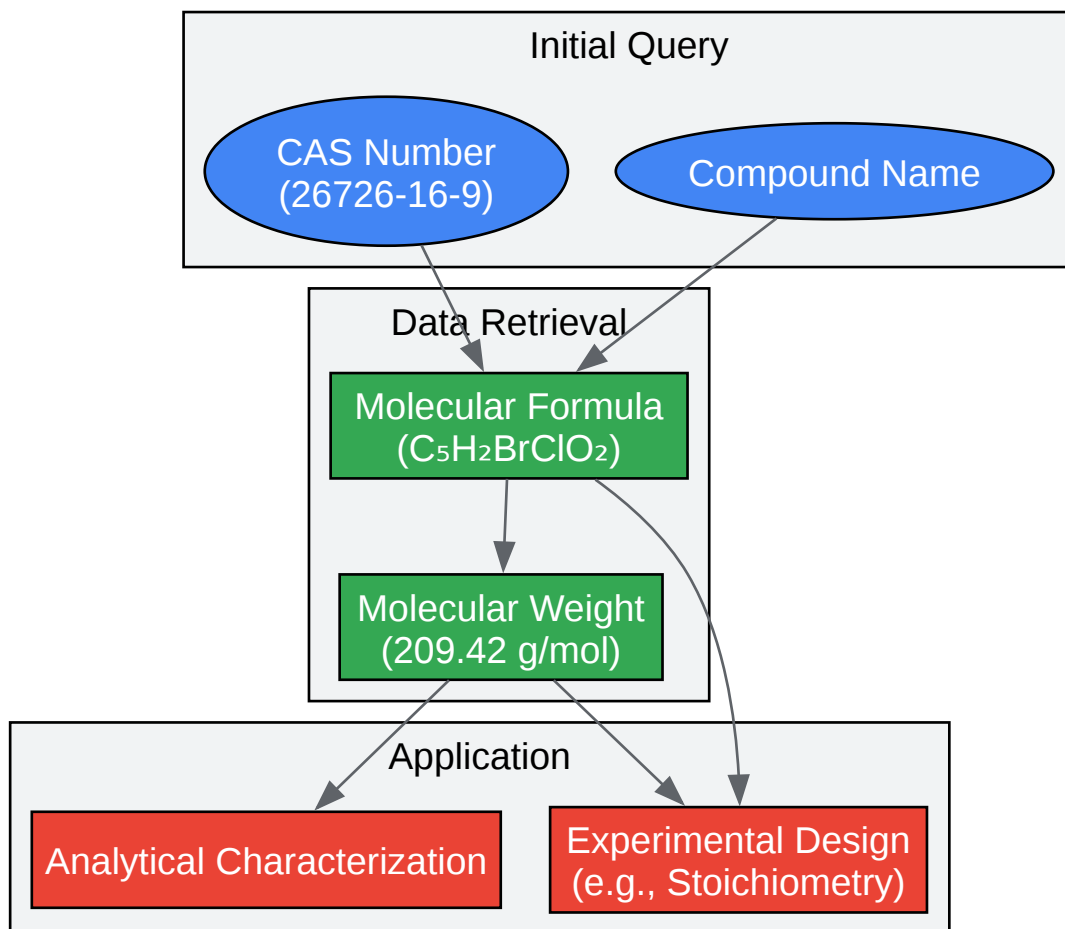 Initial Query
CAS Number
(26726-16-9)
Compound Name
Data Retrieval
Molecular Formula
(C₅H₂BrClO₂)
Molecular Weight
(209.42 g/mol)
Application
Analytical Characterization
Experimental Design
(e.g., Stoichiometry)